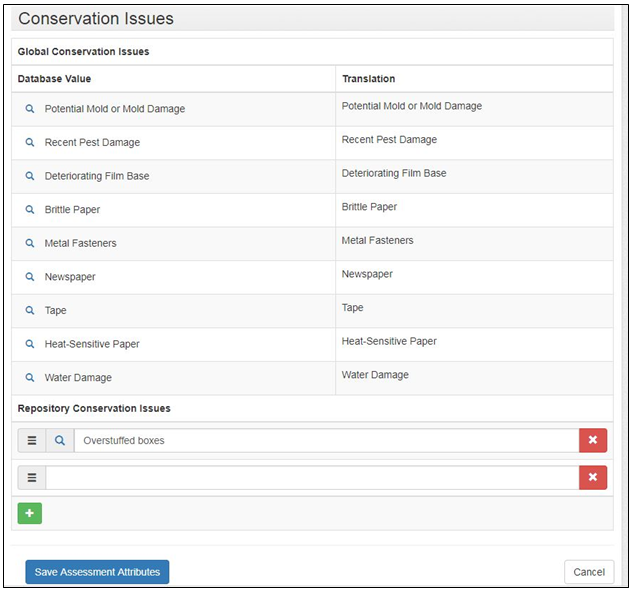 Conservation Issues
Global Conservation Issues
Database Value Translation
Potential Mold or Mold Damage Potential Mold or Mold Damage
Recent Pest Damage Recent Pest Damage
Deteriorating Film Base Deteriorating Film Base
Brittle Paper Brittle Paper
Metal Fasteners Metal Fasteners
Newspaper Newspaper
Tape Tape
Heat-Sensitive Paper Heat-Sensitive Paper
Water Damage Water Damage
Repository Conservation Issues
Overstuffed boxes
Save Assessment Attributes Cancel